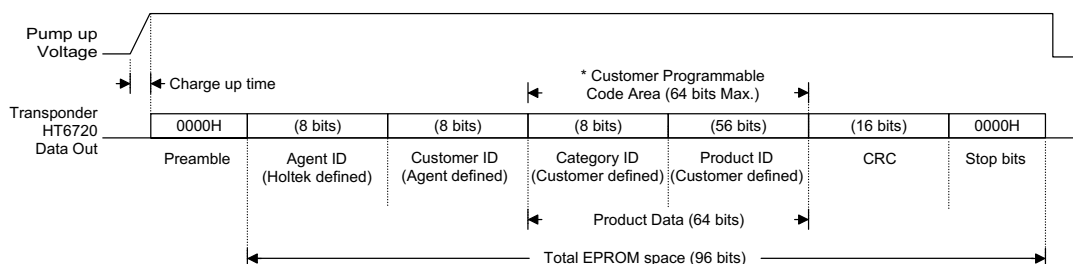 Pump up
Voltage
Charge up time
* Customer Programmable
Code Area (64 bits Max.)
Transponder
HT6720
Data Out
0000H (8 bits) (8 bits) (8 bits) (56 bits) (16 bits) 0000H
Preamble Agent ID Customer ID Category ID Product ID CRC Stop bits
(Holtek defined) (Agent defined) (Customer defined) (Customer defined)
Product Data (64 bits)
Total EPROM space (96 bits)